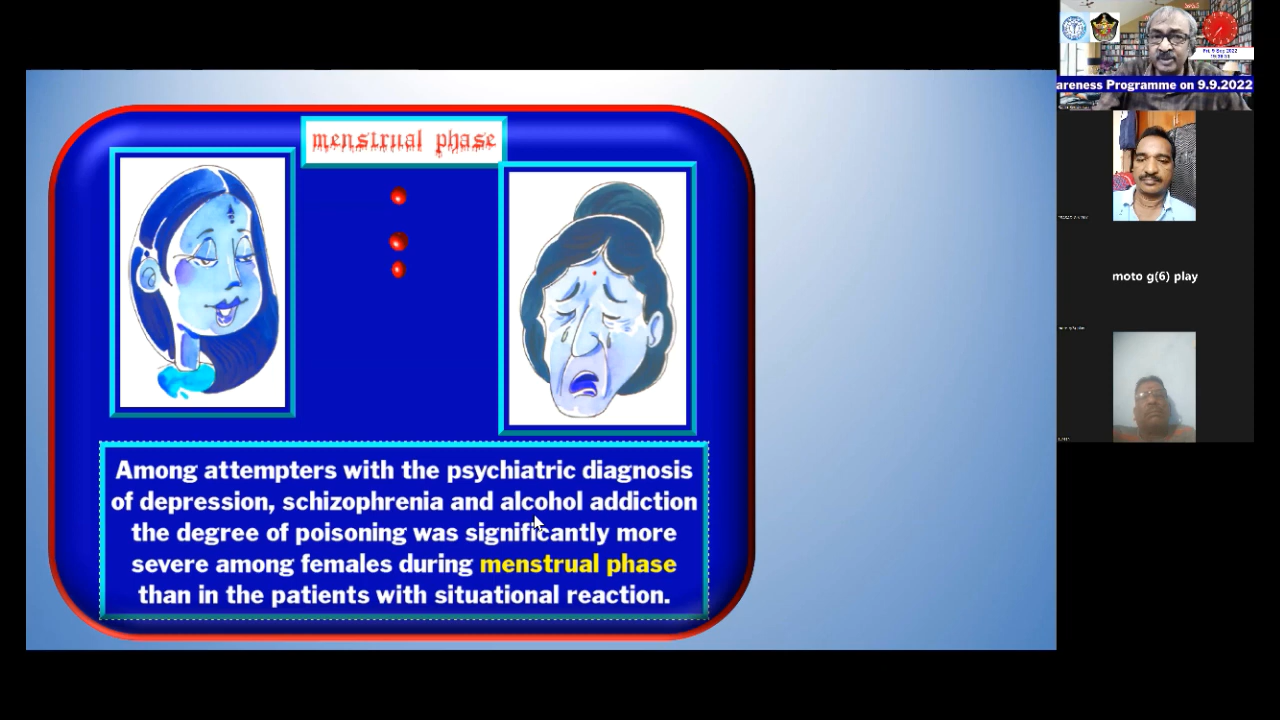 menstrual phase
Among attempters with the psychiatric diagnosis
of depression, schizophrenia and alcohol addiction
the degree of poisoning was significantly more
severe among females during menstrual phase
than in the patients with situational reaction.
areness Programme on 9.9.2022
moto g(6) play